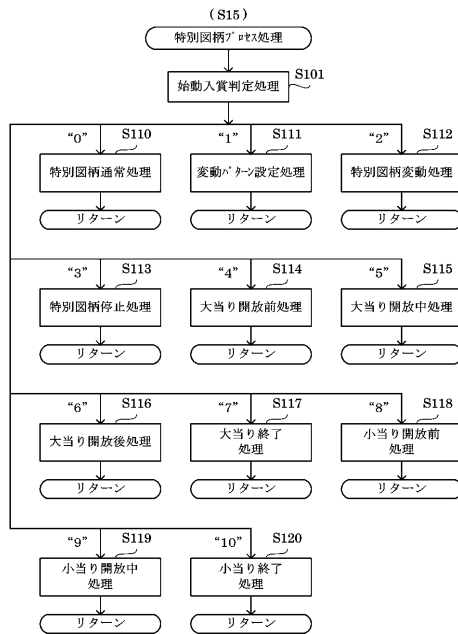 (S15)
特別図柄ﾌﾟﾛｾｽ処理
S101
始動入賞判定処理
“0” S110 “1” S111 “2” S112
特別図柄通常処理 変動ﾊﾟﾀｰﾝ設定処理 特別図柄変動処理
リターン リターン リターン
“3” S113 “4” S114 “5” S115
特別図柄停止処理 大当り開放前処理 大当り開放中処理
リターン リターン リターン
“6” S116 “7” S117 “8” S118
大当り開放後処理 大当り終了 小当り開放前
処理 処理
リターン リターン リターン
“9” S119 “10” S120
小当り開放中 小当り終了
処理 処理
リターン リターン